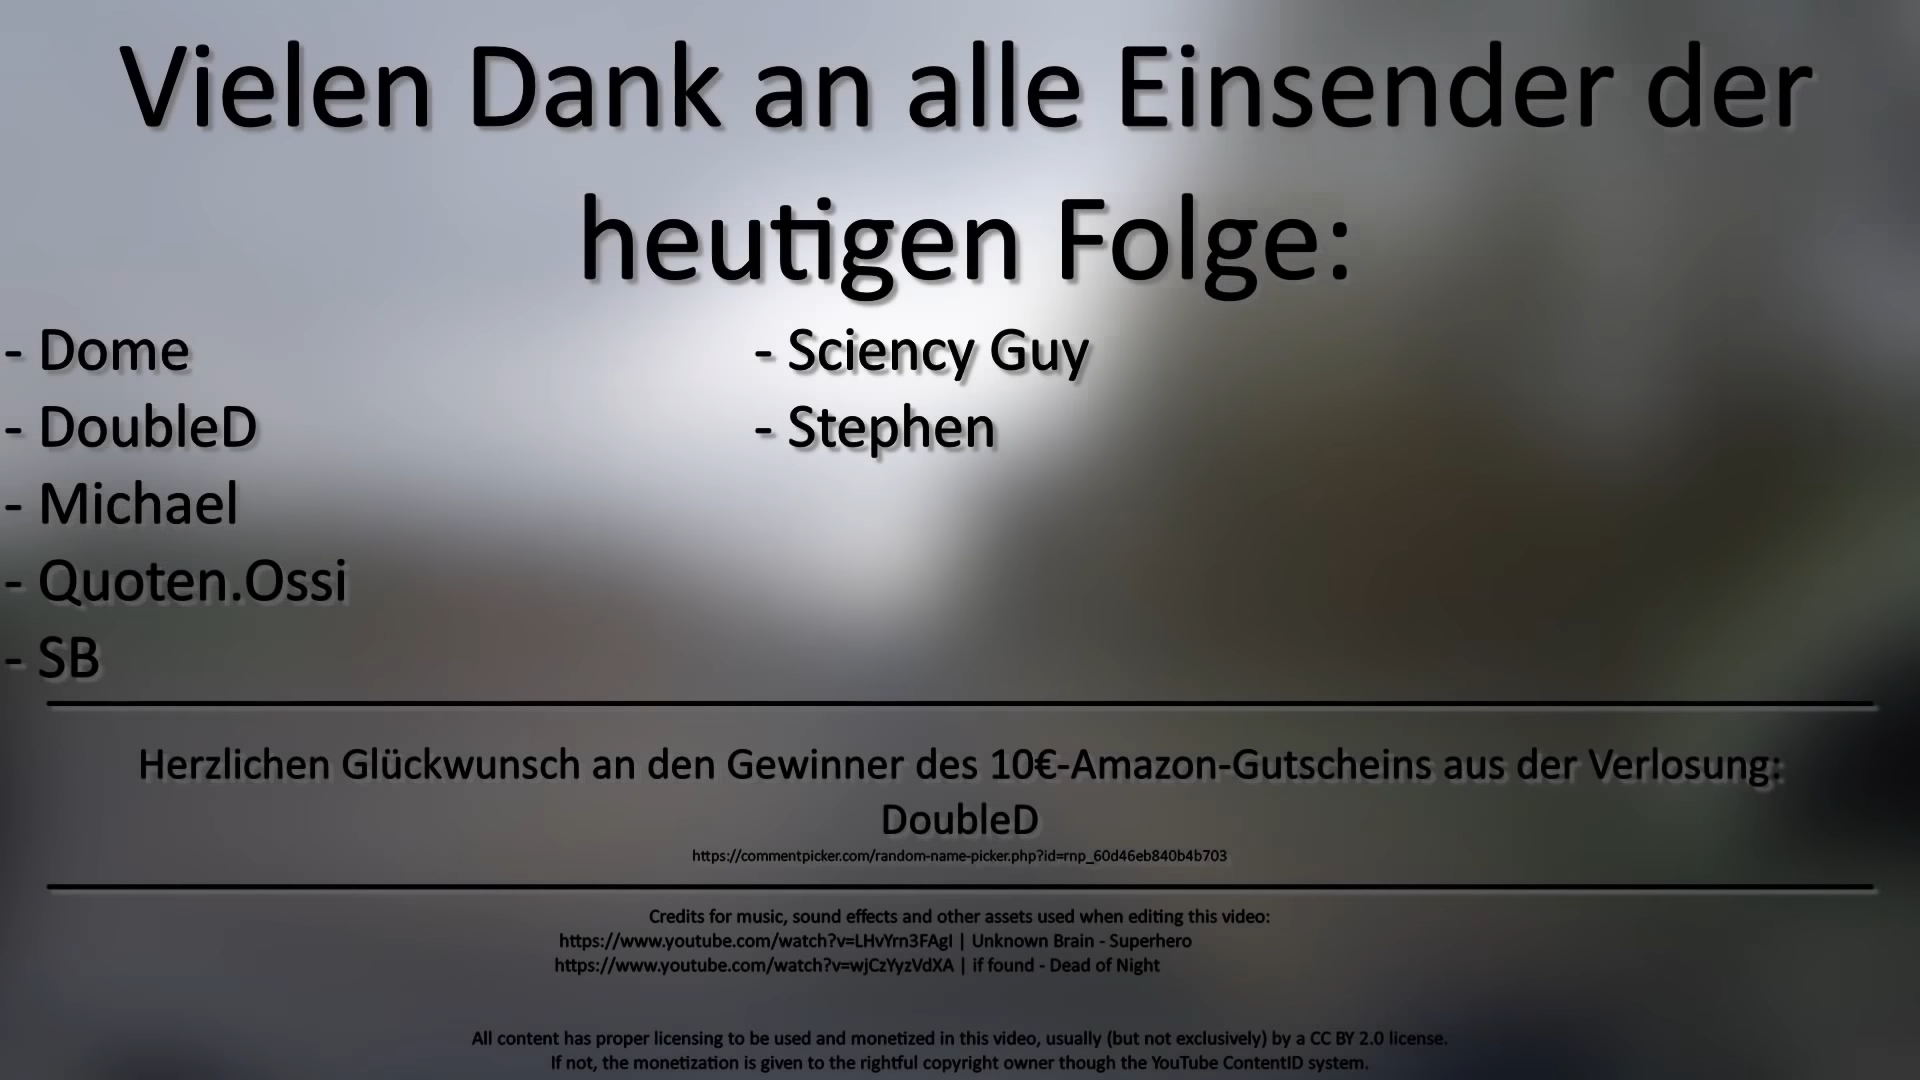 Vielen Dank an alle Einsender der
heutigen Folge:
- Dome
- DoubleD
- Michael
- Quoten.Ossi
- SB
- Sciency Guy
- Stephen
Herzlichen Glückwunsch an den Gewinner des 10€-Amazon-Gutscheins aus der Verlosung:
DoubleD
https://commentpicker.com/random-name-picker.php?id=rnp_60d46eb840b4b703
Credits for music, sound effects and other assets used when editing this video:
https://www.youtube.com/watch?v=LHvYrn3FAgI | Unknown Brain - Superhero
https://www.youtube.com/watch?v=wjCzYyzVdXA | if found - Dead of Night
All content has proper licensing to be used and monetized in this video, usually (but not exclusively) by a CC BY 2.0 license.
If not, the monetization is given to the rightful copyright owner though the YouTube ContentID system.